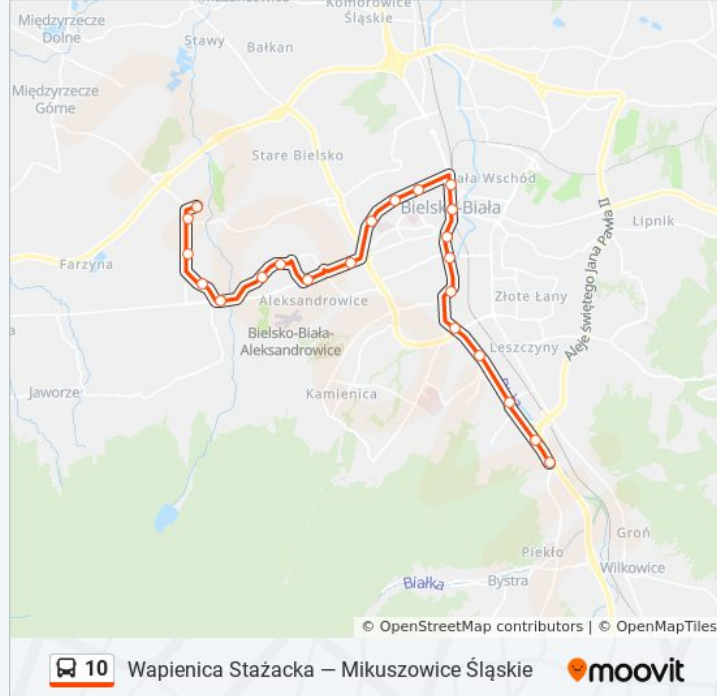 Międzyrzecze
Dolne
Komorowice
Śląskie
Stawy
Bałkan
Międzyrzecze
Górne
Stare Bielsko
Wschód
Bielsko-Biała
Lipnik
Farzyna
Aleje świętego Jana Pawła II
Złote Łany
Aleksandrowice
Bielsko-Biała-
Aleksandrowice
Leszczyny
Jaworze
Kamienica
Groń
Piekło
Wilkowice
Bystra
Białka
© OpenStreetMap contributors | © OpenMapTiles
10 Wapienica Stażacka — Mikuszowice Śląskie
moovit